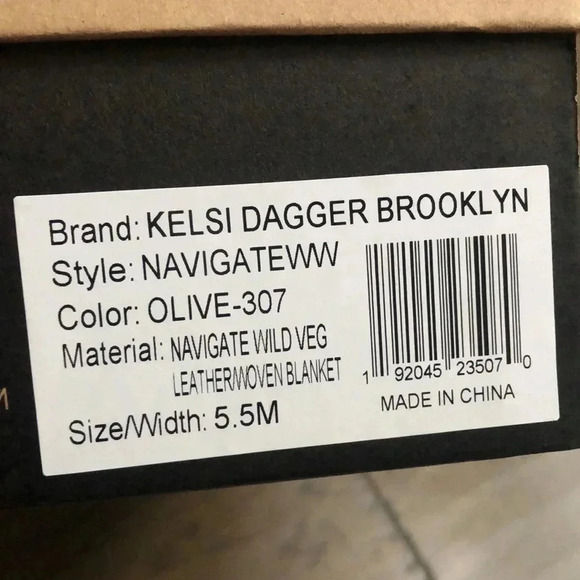 Brand: KELSI DAGGER BROOKLYN
Style: NAVIGATEWW
Color: OLIVE-307
Material: NAVIGATE WILD VEG
LEATHER/WOVEN BLANKET
Size/Width: 5.5M
1 92045 23507 0
MADE IN CHINA